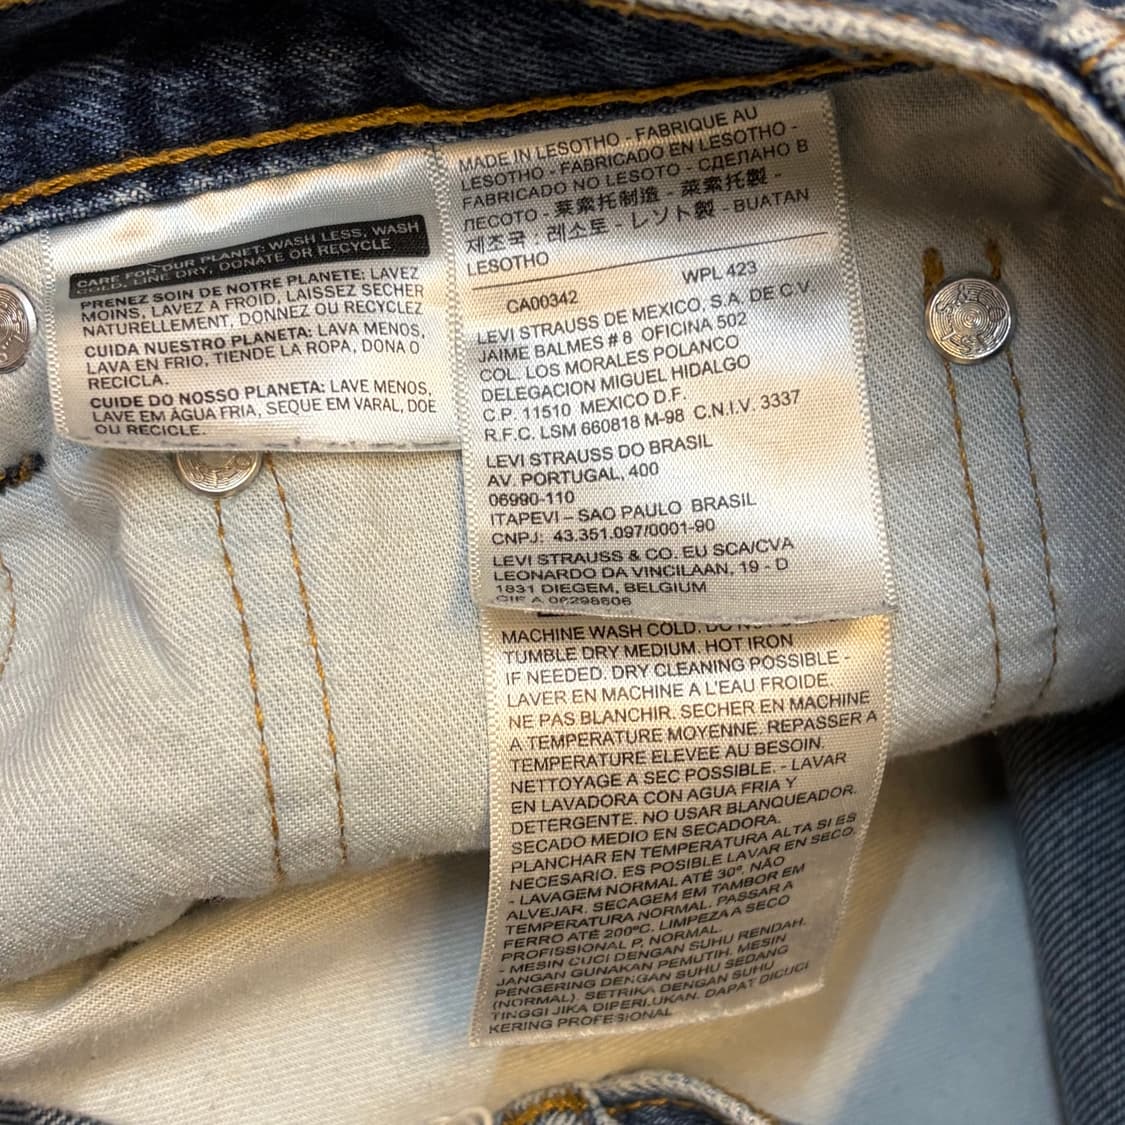 CARE FOR OUR PLANET: WASH LESS, WASH
COLD, LINE DRY, DONATE OR RECYCLE
PRENEZ SOIN DE NOTRE PLANETE: LAVEZ
MOINS, LAVEZ A FROID, LAISSEZ SECHER
NATURELLEMENT, DONNEZ OU RECYCLEZ
CUIDA NUESTRO PLANETA: LAVA MENOS,
LAVA EN FRIO, TIENDE LA ROPA, DONA O
RECICLA.
CUIDE DO NOSSO PLANETA: LAVE MENOS,
LAVE EM ÁGUA FRIA, SEQUE EM VARAL, DOE
OU RECICLE.
MADE IN LESOTHO - FABRIQUE AU
LESOTHO - FABRICADO EN LESOTHO -
FABRICADO NO LESOTO - СДЕЛАНО В
ЛЕСОТО - 莱索托制造 - 萊索托製 -
제조국 : 레소토 - レソト製 - BUATAN
LESOTHO
WPL 423
CA00342
LEVI STRAUSS DE MEXICO, S.A. DE C.V.
JAIME BALMES # 8 OFICINA 502
COL. LOS MORALES POLANCO
DELEGACION MIGUEL HIDALGO
C.P. 11510 MEXICO D.F.
R.F.C. LSM 660818 M-98 C.N.I.V. 3337
LEVI STRAUSS DO BRASIL
AV. PORTUGAL, 400
06990-110
ITAPEVI – SAO PAULO BRASIL
CNPJ: 43.351.097/0001-90
LEVI STRAUSS & CO. EU SCA/CVA
LEONARDO DA VINCILAAN, 19 - D
1831 DIEGEM, BELGIUM
CIF A 06298606
MACHINE WASH COLD. DO NOT
TUMBLE DRY MEDIUM. HOT IRON
IF NEEDED. DRY CLEANING POSSIBLE -
LAVER EN MACHINE A L'EAU FROIDE.
NE PAS BLANCHIR. SECHER EN MACHINE
A TEMPERATURE MOYENNE. REPASSER A
TEMPERATURE ELEVEE AU BESOIN.
NETTOYAGE A SEC POSSIBLE. - LAVAR
EN LAVADORA CON AGUA FRIA Y
DETERGENTE. NO USAR BLANQUEADOR.
SECADO MEDIO EN SECADORA.
PLANCHAR EN TEMPERATURA ALTA SI ES
NECESARIO. ES POSIBLE LAVAR EN SECO.
- LAVAGEM NORMAL ATÉ 30º, NÃO
ALVEJAR. SECAGEM EM TAMBOR EM
TEMPERATURA NORMAL. PASSAR A
FERRO ATÉ 200ºC. LIMPEZA A SECO
PROFISSIONAL P, NORMAL.
- MESIN CUCI DENGAN SUHU RENDAH.
JANGAN GUNAKAN PEMUTIH. MESIN
PENGERING DENGAN SUHU SEDANG
(NORMAL). SETRIKA DENGAN SUHU
TINGGI JIKA DIPERLUKAN. DAPAT DICUCI
KERING PROFESSIONAL